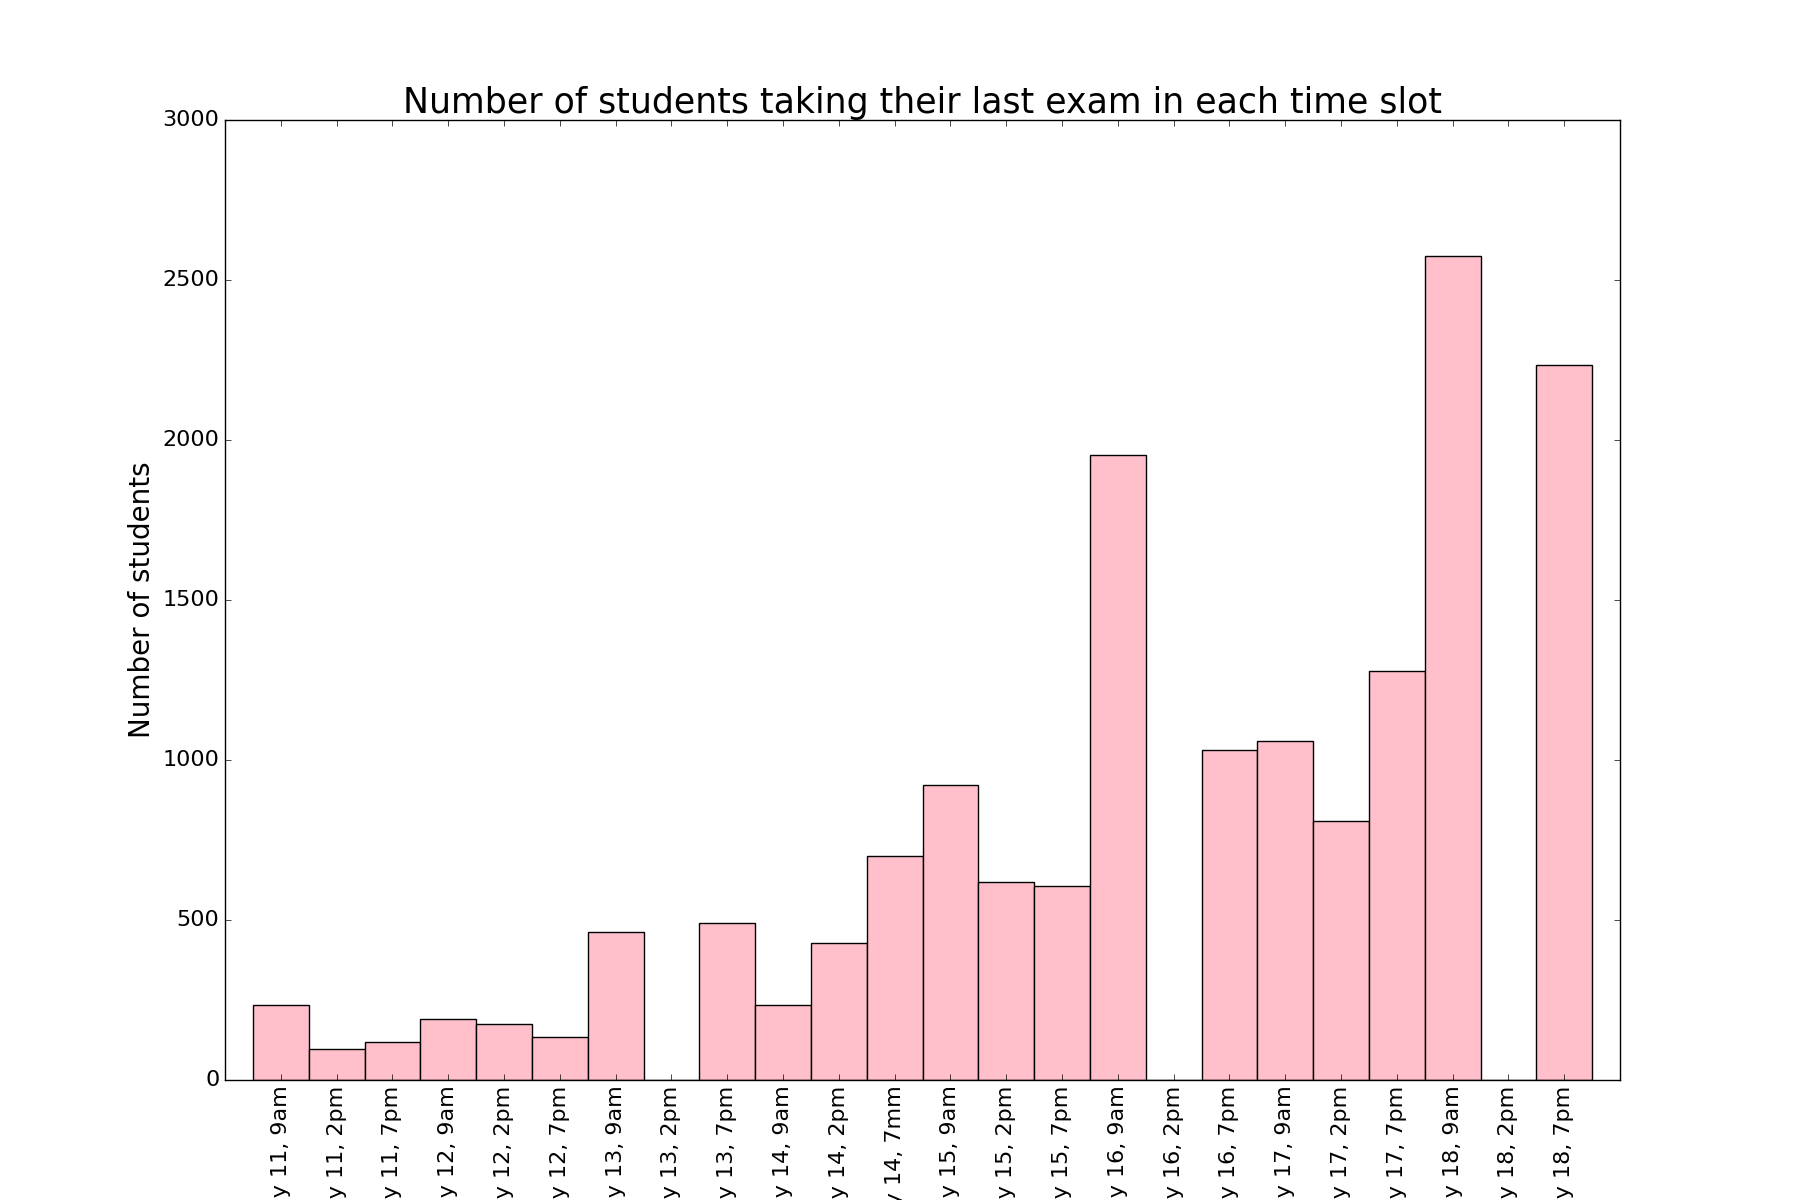 Number of students taking their last exam in each time slot
3000
2500
2000
1500
1000
500
0
Number of students
y 11, 9am
y 11, 2pm
y 11, 7pm
y 12, 9am
y 12, 2pm
y 12, 7pm
y 13, 9am
y 13, 2pm
y 13, 7pm
y 14, 9am
y 14, 2pm
y 14, 7mm
y 15, 9am
y 15, 2pm
y 15, 7pm
y 16, 9am
y 16, 2pm
y 16, 7pm
y 17, 9am
y 17, 2pm
y 17, 7pm
y 18, 9am
y 18, 2pm
y 18, 7pm